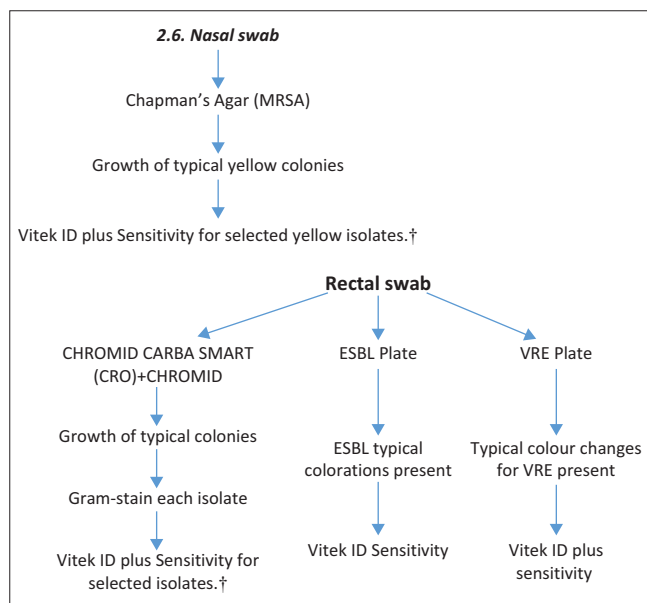 2.6. Nasal swab
Chapman's Agar (MRSA)
Growth of typical yellow colonies
Vitek ID plus Sensitivity for selected yellow isolates.†
Rectal swab
CHROMID CARBA SMART
(CRO)+CHROMID
Growth of typical colonies
Gram-stain each isolate
Vitek ID plus Sensitivity for
selected isolates.†
ESBL Plate
ESBL typical
colorations present
Vitek ID Sensitivity
VRE Plate
Typical colour changes
for VRE present
Vitek ID plus
sensitivity